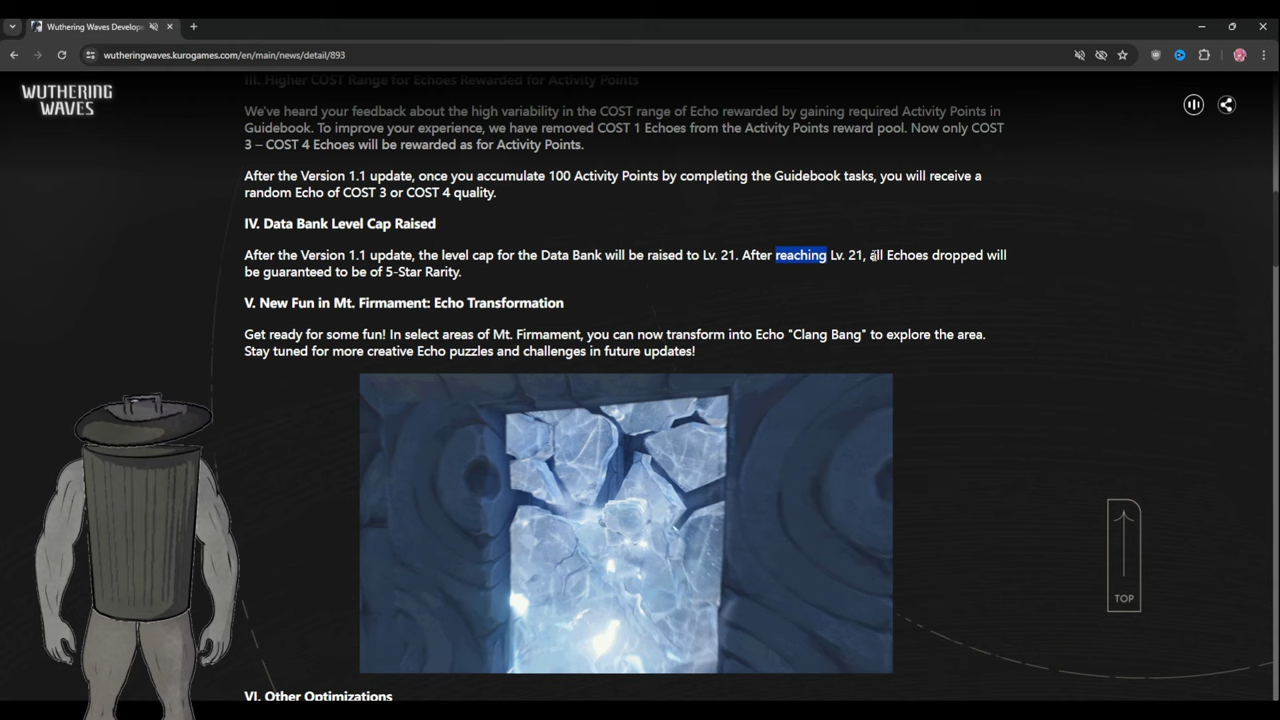 Wuthering Waves Develope
wutheringwaves.kurogames.com/en/main/news/detail/893
WUTHERING
WAVES
III. Higher COST Range for Echoes Rewarded for Activity Points
We've heard your feedback about the high variability in the COST range of Echo rewarded by gaining required Activity Points in
Guidebook. To improve your experience, we have removed COST 1 Echoes from the Activity Points reward pool. Now only COST
3 – COST 4 Echoes will be rewarded as for Activity Points.
After the Version 1.1 update, once you accumulate 100 Activity Points by completing the Guidebook tasks, you will receive a
random Echo of COST 3 or COST 4 quality.
IV. Data Bank Level Cap Raised
After the Version 1.1 update, the level cap for the Data Bank will be raised to Lv. 21. After reaching Lv. 21, all Echoes dropped will
be guaranteed to be of 5-Star Rarity.
V. New Fun in Mt. Firmament: Echo Transformation
Get ready for some fun! In select areas of Mt. Firmament, you can now transform into Echo "Clang Bang" to explore the area.
Stay tuned for more creative Echo puzzles and challenges in future updates!
TOP
VI. Other Optimizations